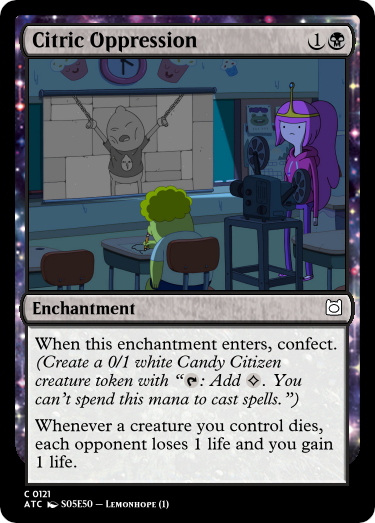 Citric Oppression 1
Enchantment
When this enchantment enters, confect.
(Create a 0/1 white Candy Citizen
creature token with “: Add . You
can’t spend this mana to cast spells.”)
Whenever a creature you control dies,
each opponent loses 1 life and you gain
1 life.
C 0121
ATC S05E50 – Lemonhope (1)